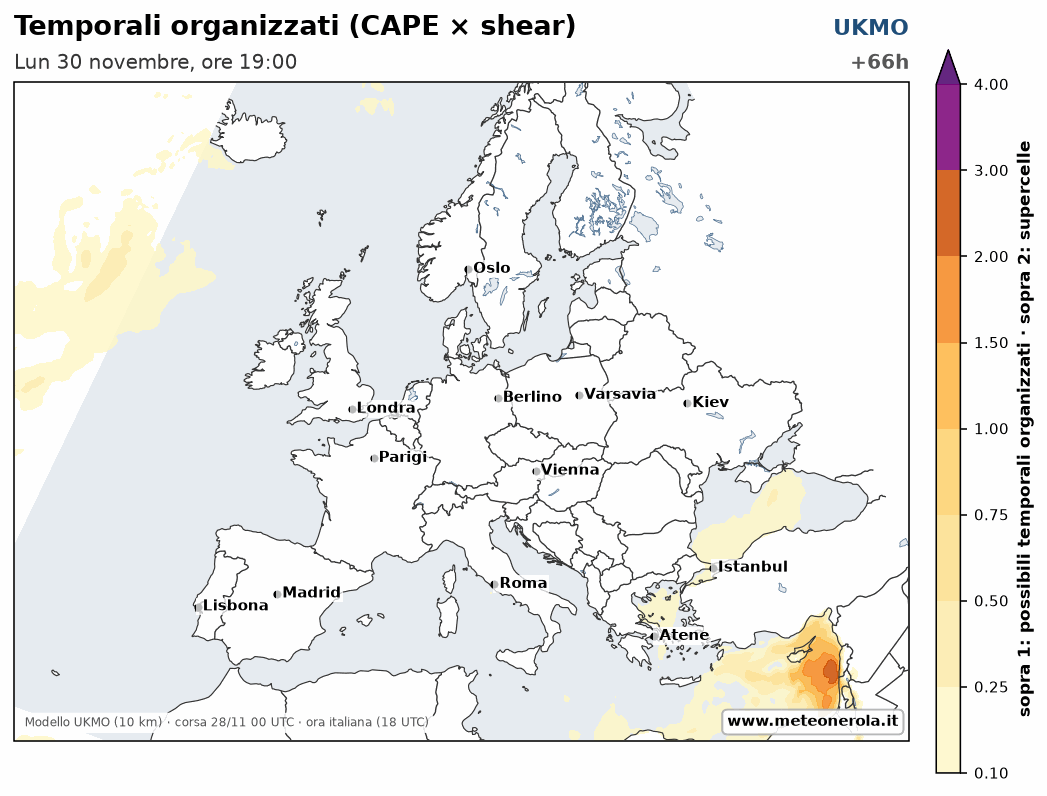 Temporali organizzati (CAPE × shear)
UKMO
Lun 30 novembre, ore 19:00
+66h
Oslo
Londra
Berlino
Varsavia
Kiev
Parigi
Vienna
Istanbul
Roma
Madrid
Lisbona
Atene
Modello UKMO (10 km) · corsa 28/11 00 UTC · ora italiana (18 UTC)
www.meteonerola.it
4.00
3.00
2.00
1.50
1.00
0.75
0.50
0.25
0.10
sopra 1: possibili temporali organizzati · sopra 2: supercelle